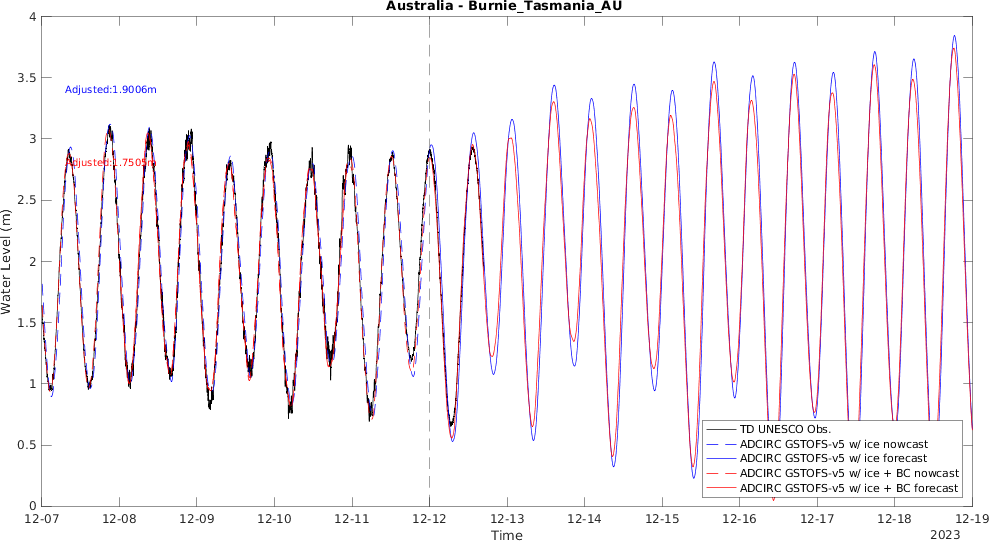 Australia - Burnie_Tasmania_AU
4
3.5
3
2.5
2
1.5
1
0.5
0
Water Level (m)
Adjusted:1.9006m
Adjusted:1.7505m
TD UNESCO Obs.
ADCIRC GSTOFS-v5 w/ ice nowcast
ADCIRC GSTOFS-v5 w/ ice forecast
ADCIRC GSTOFS-v5 w/ ice + BC nowcast
ADCIRC GSTOFS-v5 w/ ice + BC forecast
12-07 12-08 12-09 12-10 12-11 12-12 12-13 12-14 12-15 12-16 12-17 12-18 12-19
Time
2023